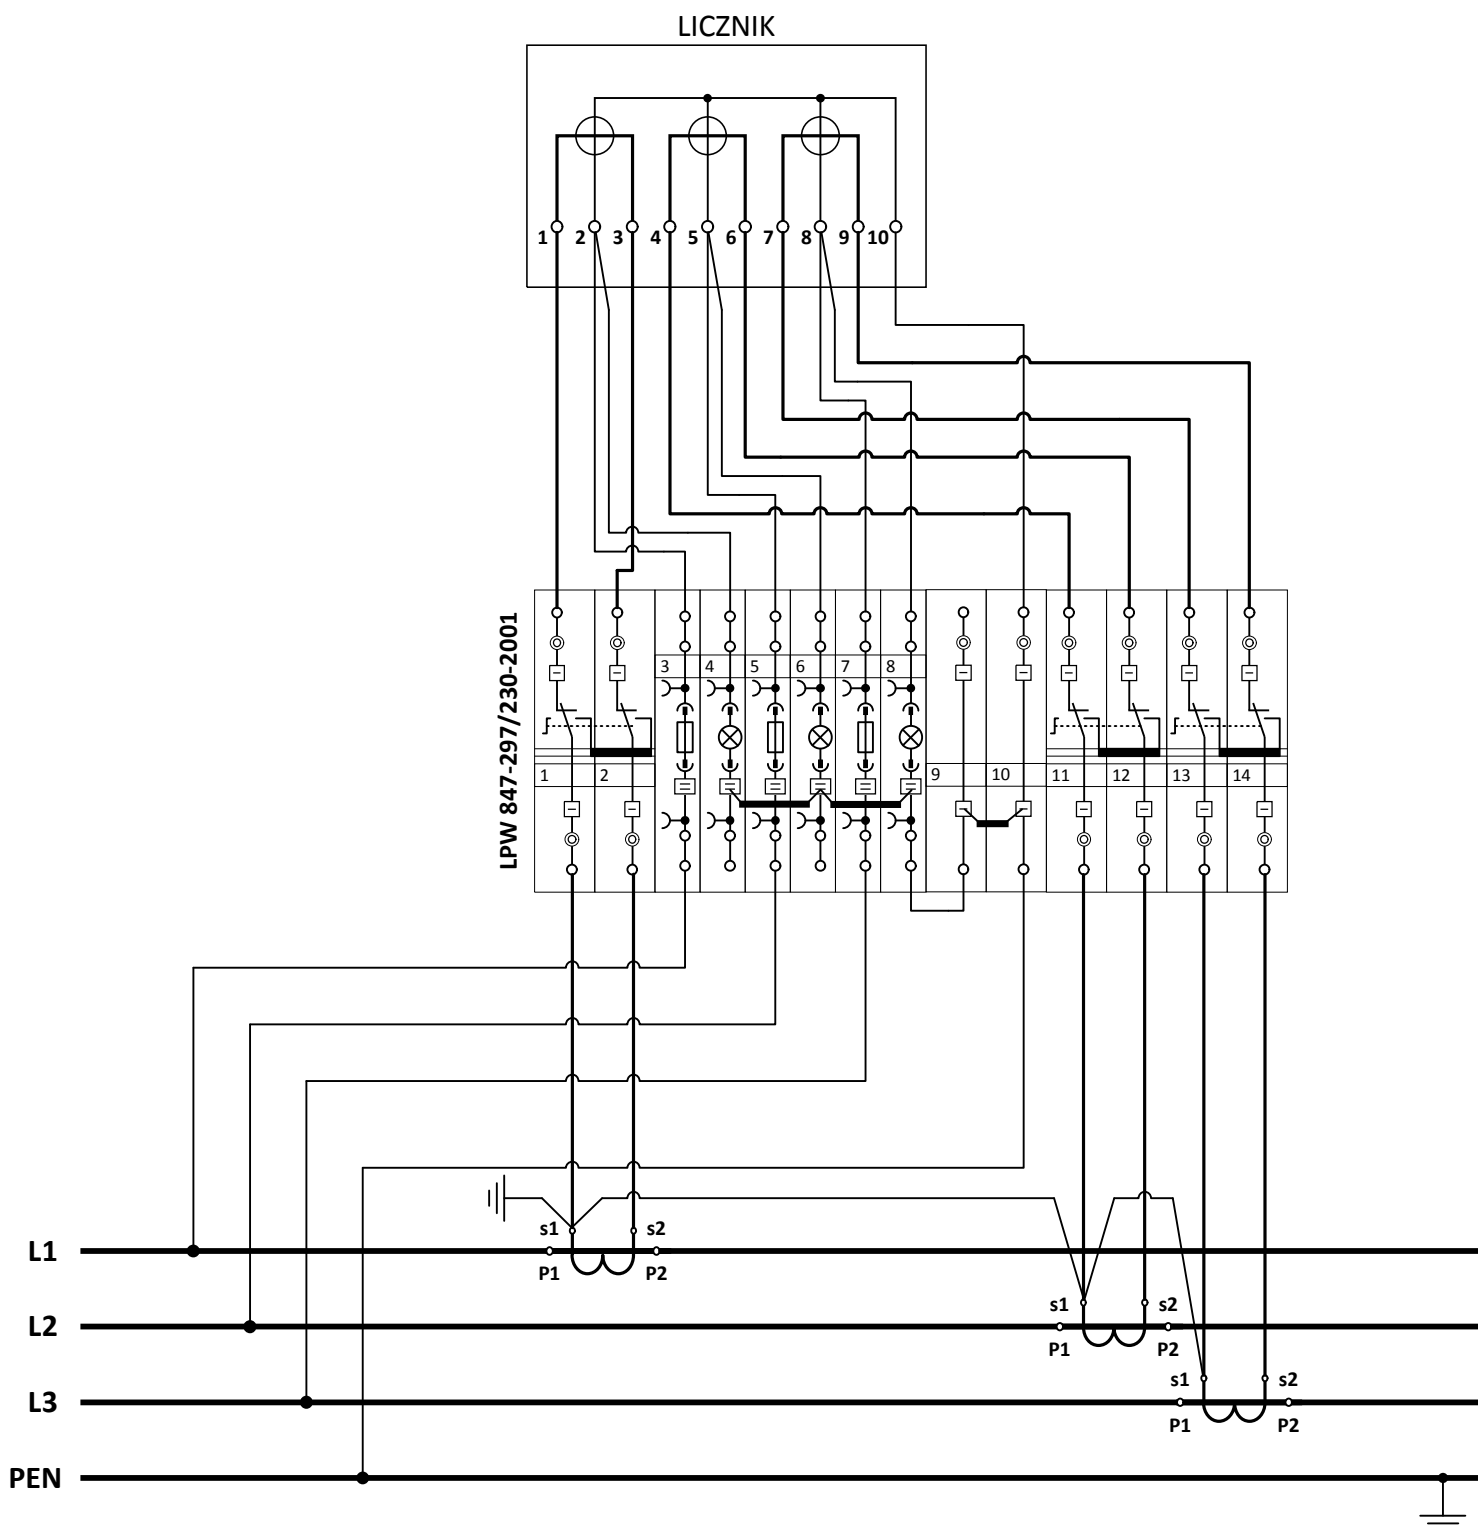 LICZNIK
1 2 3 4 5 6 7 8 9 10
LPW 847-297/230-2001
3 4 5 6 7 8
1 2 9 10 11 12 13 14
s1 s2
L1
P1 P2
s1 s2
L2
P1 P2
s1 s2
L3
P1 P2
PEN